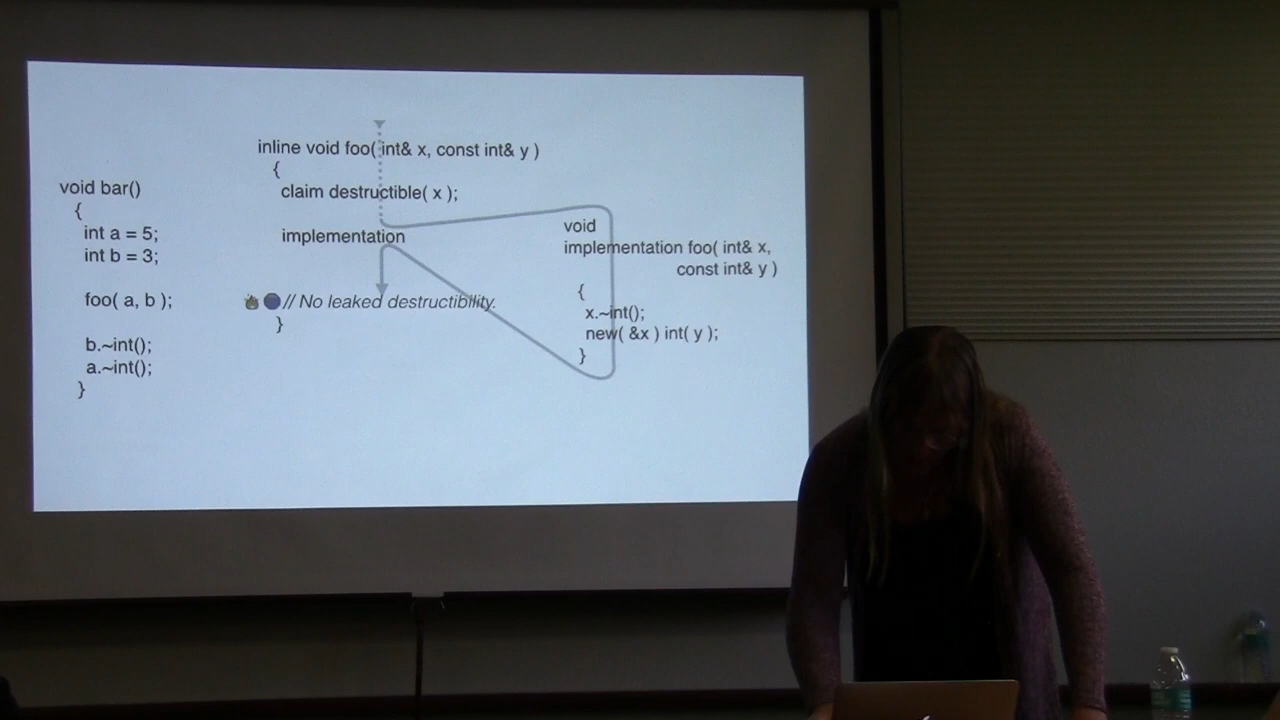 void bar()
{
int a = 5;
int b = 3;
foo( a, b );
b.~int();
a.~int();
}
inline void foo( int& x, const int& y )
{
claim destructible( x );
implementation
// No leaked destructibility.
}
void
implementation foo( int& x,
const int& y )
{
x.~int();
new( &x ) int( y );
}